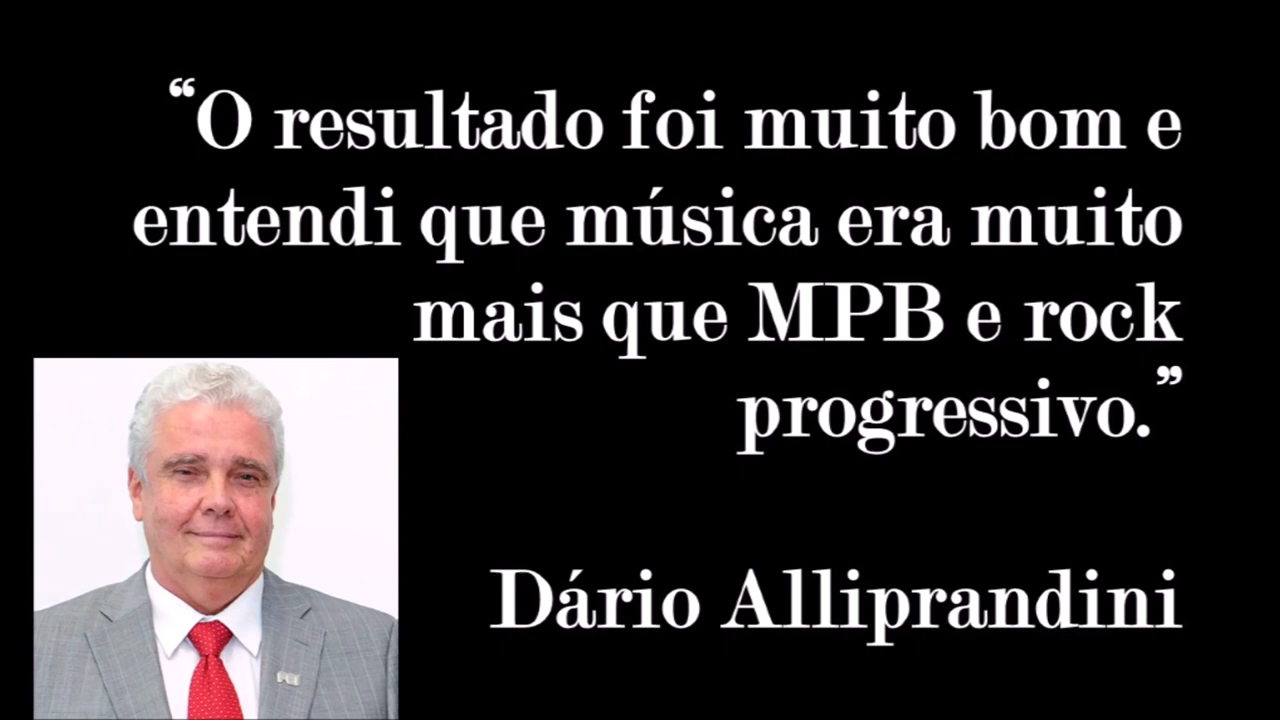 “O resultado foi muito bom e
entendi que música era muito
mais que MPB e rock
progressivo.”
Dário Alliprandini